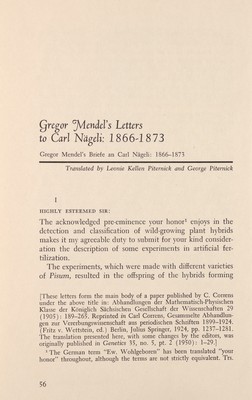 Gregor Mendel's Letters
to Carl Nägeli: 1866-1873
Gregor Mendel's Briefe an Carl Nägeli: 1866–1873
Translated by Leonie Kellen Piternick and George Piternick
1
HIGHLY ESTEEMED SIR:
The acknowledged pre-eminence your honor¹ enjoys in the
detection and classification of wild-growing plant hybrids
makes it my agreeable duty to submit for your kind consider-
ation the description of some experiments in artificial fer-
tilization.
The experiments, which were made with different varieties
of Pisum, resulted in the offspring of the hybrids forming
[These letters form the main body of a paper published by C. Correns
under the above title in: Abhandlungen der Mathematisch-Physischen
Klasse der Königlich Sächsischen Gesellschaft der Wissenschaften 29
(1905): 189–265. Reprinted in Carl Correns, Gesammelte Abhandlun-
gen zur Vererbungswissenschaft aus periodischen Schriften 1899–1924.
(Fritz v. Wettstein, ed.) Berlin, Julius Springer, 1924, pp. 1237–1281.
The translation presented here, with some changes by the editors, was
originally published in Genetics 35, no. 5, pt. 2 (1950): 1–29.]
¹ The German term "Ew. Wohlgeboren" has been translated "your
honor" throughout, although the terms are not strictly equivalent. Trs.
56